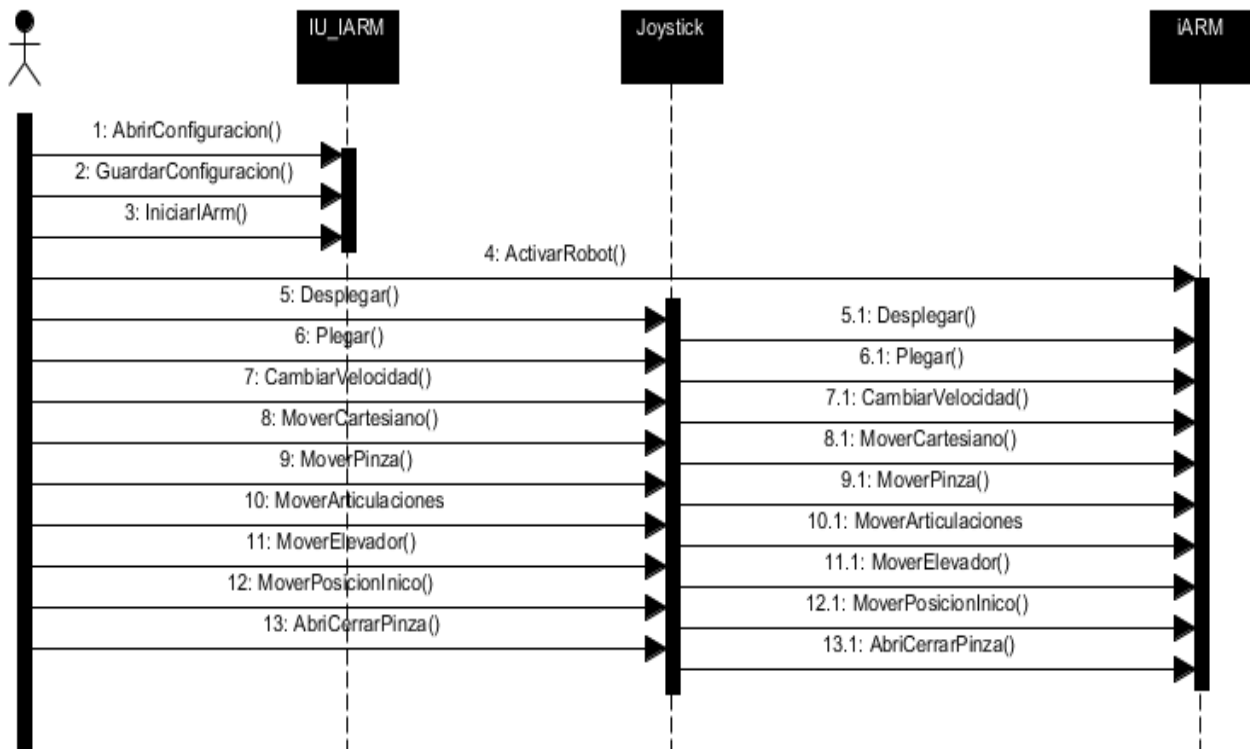 IU_IARM
Joystick
iARM
1: AbrirConfiguracion()
2: GuardarConfiguracion()
3: IniciarIArm()
4: ActivarRobot()
5: Desplegar()
5.1: Desplegar()
6: Plegar()
6.1: Plegar()
7: CambiarVelocidad()
7.1: CambiarVelocidad()
8: MoverCartesiano()
8.1: MoverCartesiano()
9: MoverPinza()
9.1: MoverPinza()
10: MoverArticulaciones
10.1: MoverArticulaciones
11: MoverElevador()
11.1: MoverElevador()
12: MoverPosicionInico()
12.1: MoverPosicionInico()
13: AbriCerrarPinza()
13.1: AbriCerrarPinza()